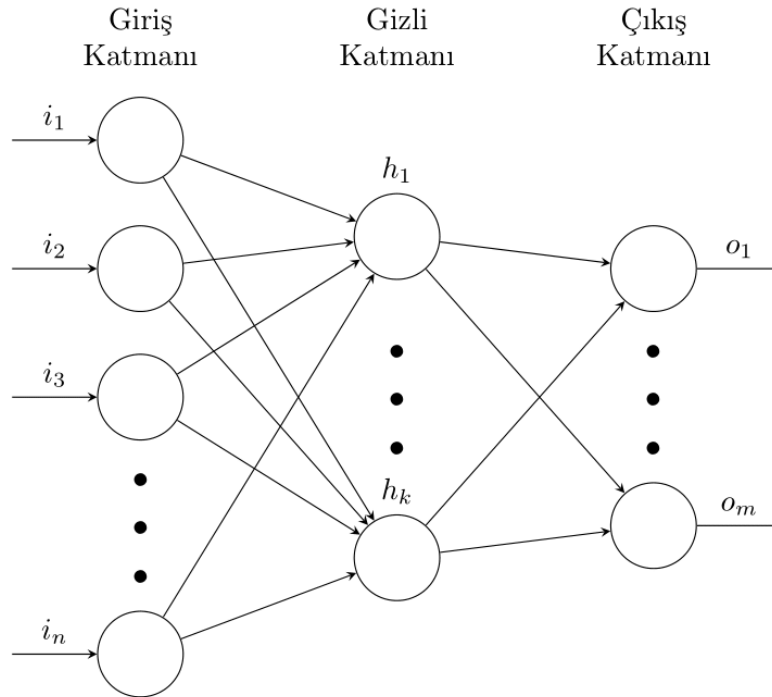 Giriş
Katmanı
Gizli
Katmanı
Çıkış
Katmanı
i₁
h₁
i₂
o₁
i₃
hₖ
oₘ
iₙ